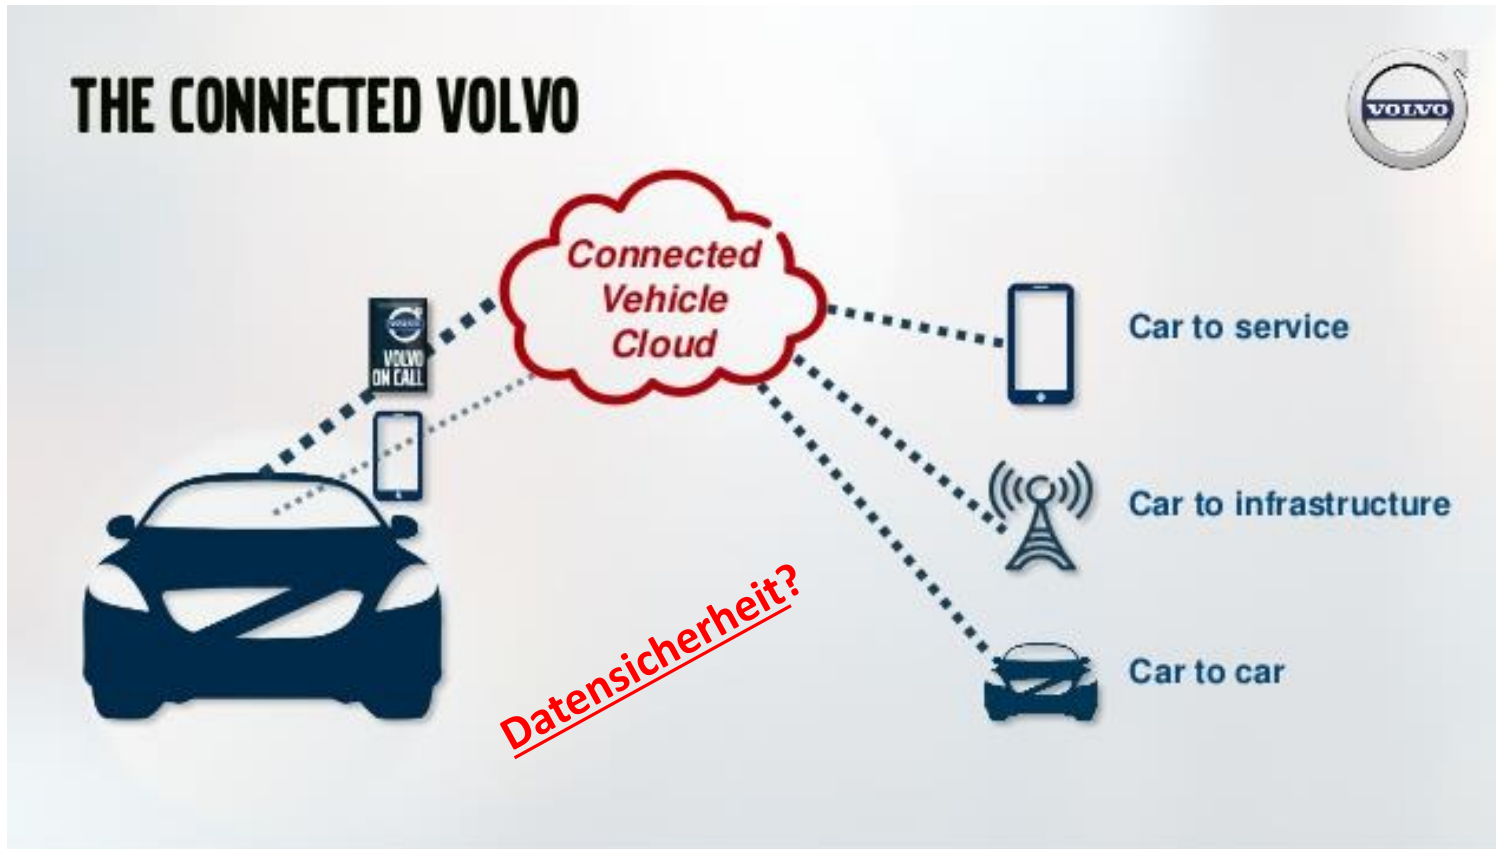 THE CONNECTED VOLVO
VOLVO
Connected
Vehicle
Cloud
VOLVO
VOLVO
ON CALL
Car to service
Car to infrastructure
Datensicherheit?
Car to car